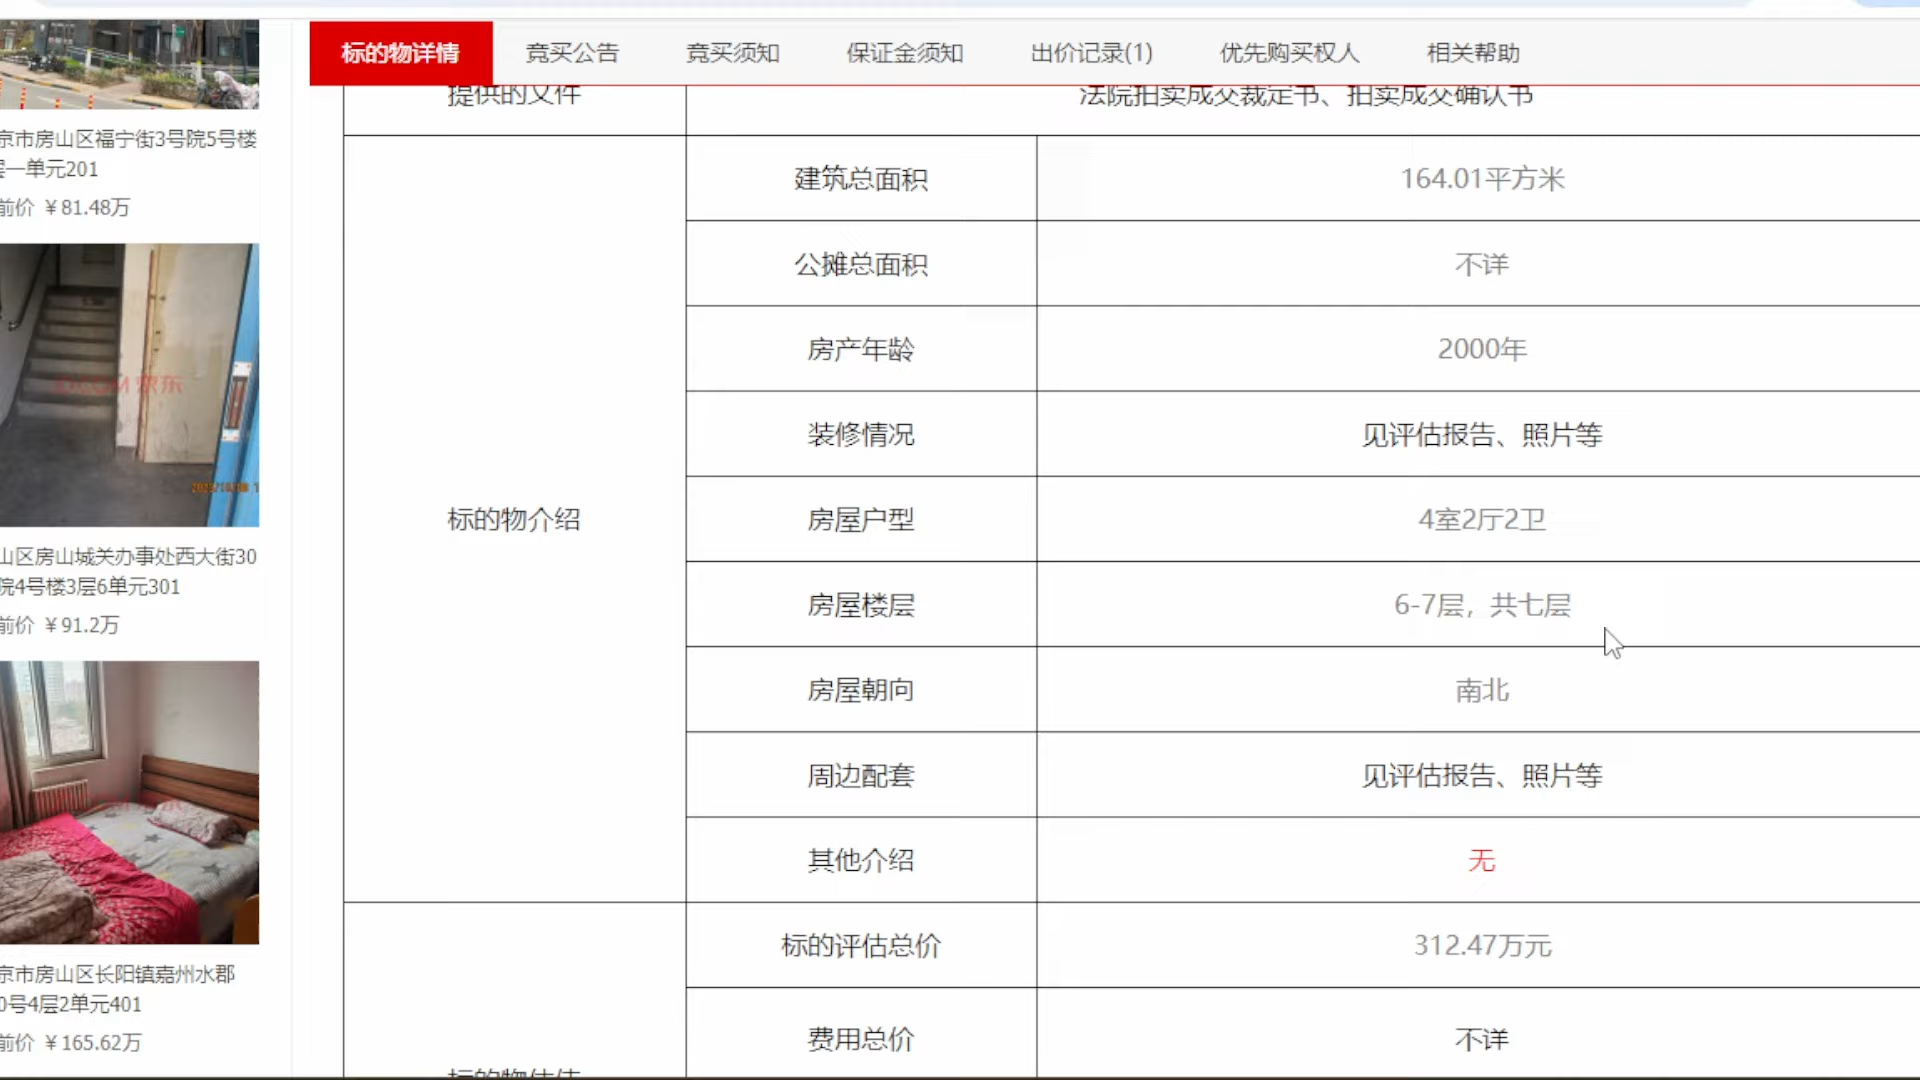 标的物详情 竞买公告 竞买须知 保证金须知 出价记录(1) 优先购买权人 相关帮助
提供的文件 法院拍卖成交裁定书、拍卖成交确认书
标的物介绍
建筑总面积 164.01平方米
公摊总面积 不详
房产年龄 2000年
装修情况 见评估报告、照片等
房屋户型 4室2厅2卫
房屋楼层 6-7层，共七层
房屋朝向 南北
周边配套 见评估报告、照片等
其他介绍 无
标的评估总价 312.47万元
费用总价 不详
京市房山区福宁街3号院5号楼
层一单元201
前价 ￥81.48万
山区房山城关办事处西大街30
院4号楼3层6单元301
前价 ￥91.2万
京市房山区长阳镇嘉州水郡
0号4层2单元401
前价 ￥165.62万